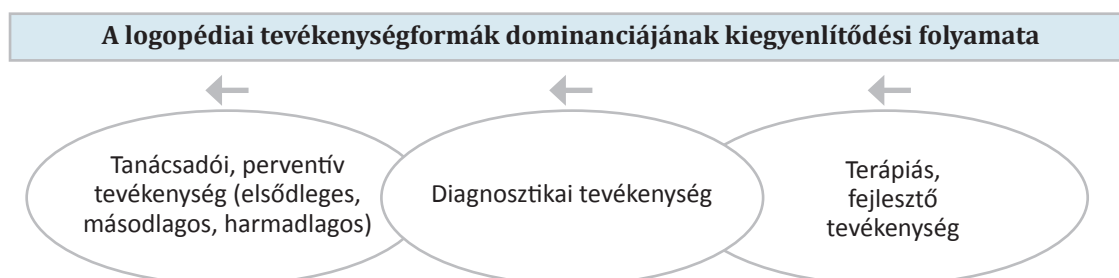 A logopédiai tevékenységformák dominanciájának kiegyenlítődési folyamata
Tanácsadói, perventív
tevékenység (elsődleges,
másodlagos, harmadlagos)
Diagnosztikai tevékenység
Terápiás,
fejlesztő
tevékenység